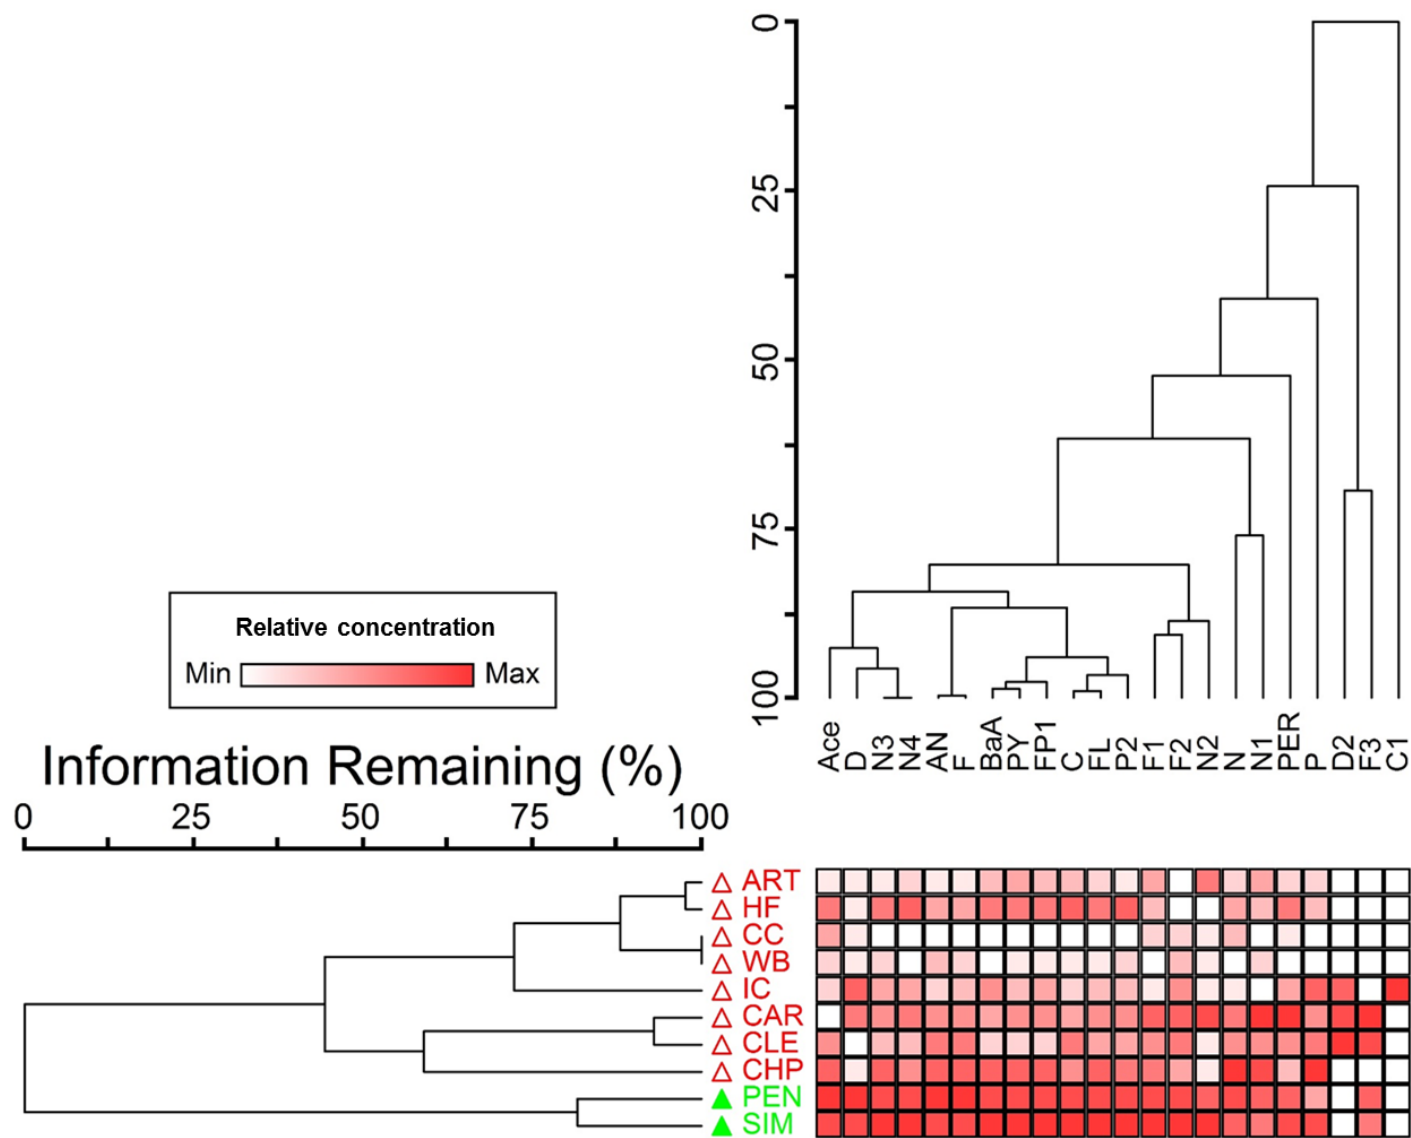 0
25
50
75
100
Relative concentration
Min Max
Ace D N3 N4 AN F BaA PY FP1 C FL P2 F1 F2 N2 N N1 PER P D2 F3 C1
Information Remaining (%)
0 25 50 75 100
ART
HF
CC
WB
IC
CAR
CLE
CHP
PEN
SIM